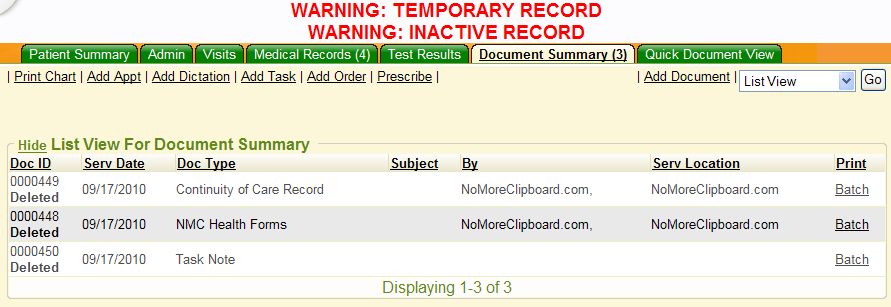 WARNING: TEMPORARY RECORD
WARNING: INACTIVE RECORD
Patient Summary Admin Visits Medical Records (4) Test Results Document Summary (3) Quick Document View
| Print Chart | Add Appt | Add Dictation | Add Task | Add Order | Prescribe | | Add Document | List View Go
Hide List View For Document Summary
Doc ID Serv Date Doc Type Subject By Serv Location Print
0000449 Deleted 09/17/2010 Continuity of Care Record NoMoreClipboard.com, NoMoreClipboard.com Batch
0000448 Deleted 09/17/2010 NMC Health Forms NoMoreClipboard.com, NoMoreClipboard.com Batch
0000450 Deleted 09/17/2010 Task Note Batch
Displaying 1-3 of 3